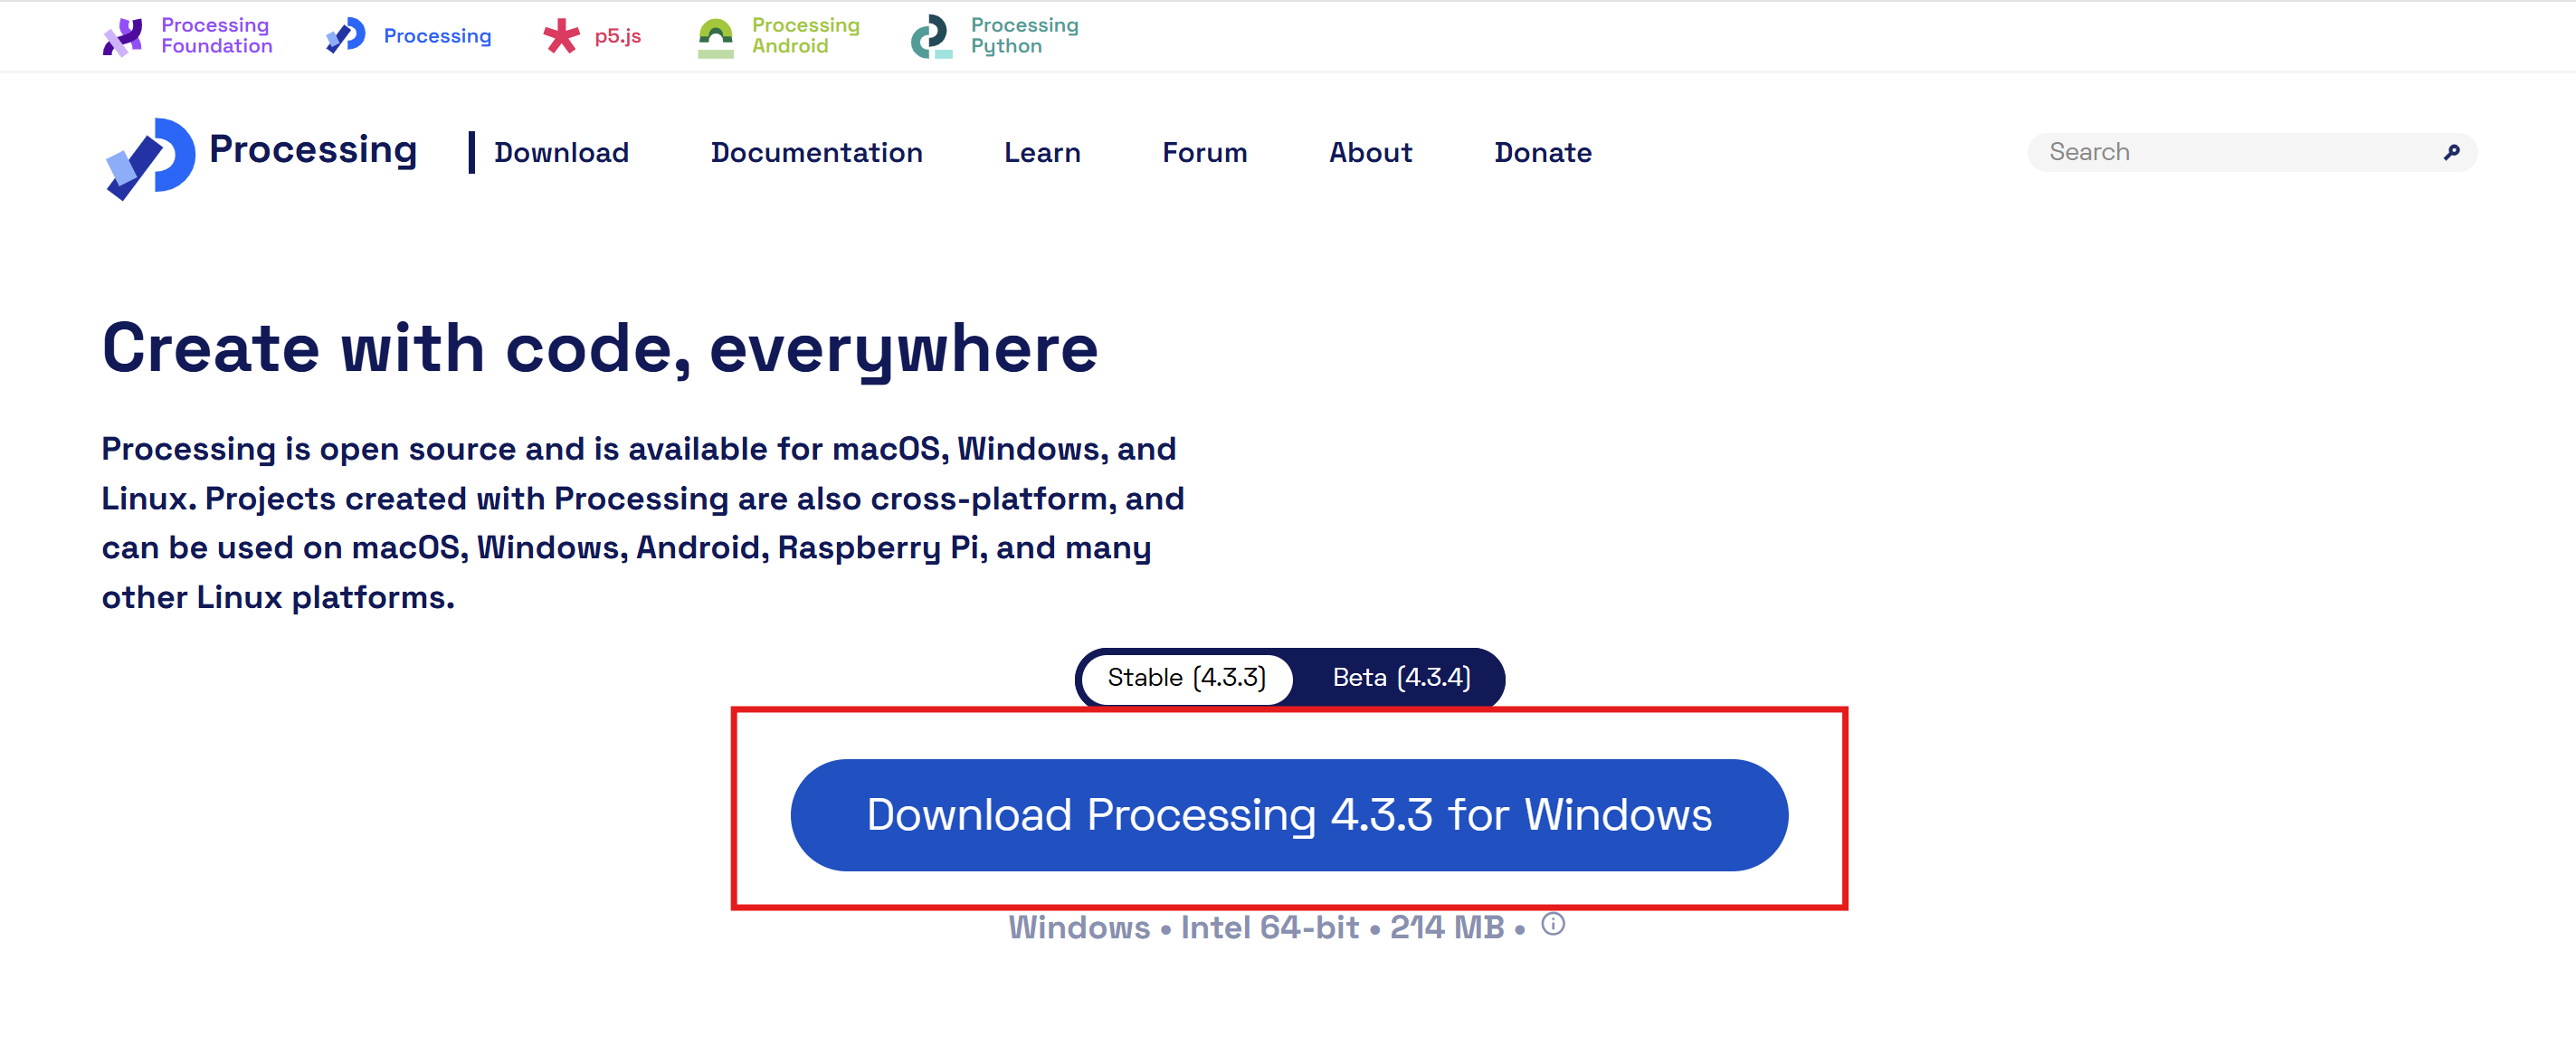 Processing
Foundation
Processing
p5.js
Processing
Android
Processing
Python
Processing
Download
Documentation
Learn
Forum
About
Donate
Search
Create with code, everywhere
Processing is open source and is available for macOS, Windows, and
Linux. Projects created with Processing are also cross-platform, and
can be used on macOS, Windows, Android, Raspberry Pi, and many
other Linux platforms.
Stable (4.3.3)
Beta (4.3.4)
Download Processing 4.3.3 for Windows
Windows • Intel 64-bit • 214 MB •